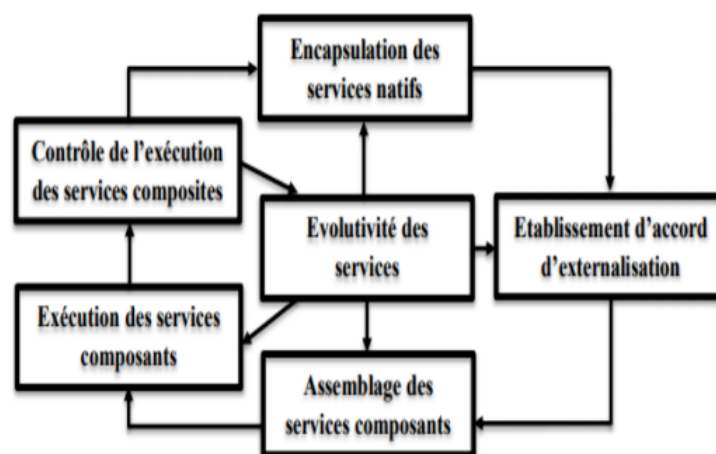 Encapsulation des
services natifs
Contrôle de l'exécution
des services composites
Evolutivité des
services
Etablissement d'accord
d'externalisation
Exécution des services
composants
Assemblage des
services composants